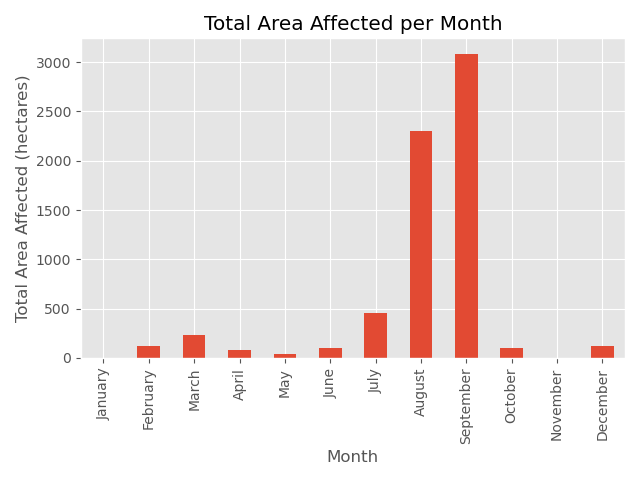 Total Area Affected per Month
Total Area Affected (hectares)
3000
2500
2000
1500
1000
500
0
January
February
March
April
May
June
July
August
September
October
November
December
Month